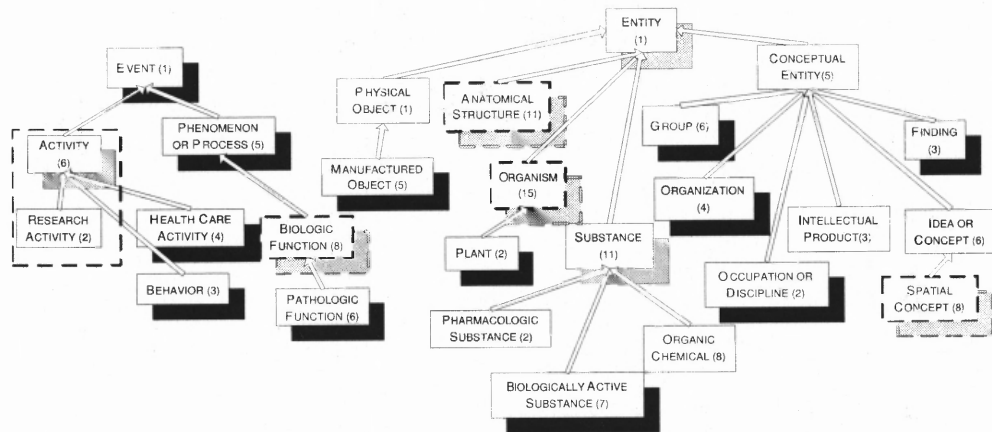 ENTITY
(1)
EVENT (1)
CONCEPTUAL
ENTITY(5)
PHYSICAL
OBJECT (1)
ANATOMICAL
STRUCTURE (11)
ACTIVITY
(6)
PHENOMENON
OR PROCESS (5)
GROUP (6)
FINDING
(3)
MANUFACTURED
OBJECT (5)
ORGANISM
(15)
ORGANIZATION
(4)
RESEARCH
ACTIVITY (2)
HEALTH CARE
ACTIVITY (4)
BIOLOGIC
FUNCTION (8)
PLANT (2)
SUBSTANCE
(11)
INTELLECTUAL
PRODUCT(3)
IDEA OR
CONCEPT (6)
BEHAVIOR (3)
PATHOLOGIC
FUNCTION (6)
OCCUPATION OR
DISCIPLINE (2)
SPATIAL
CONCEPT (8)
PHARMACOLOGIC
SUBSTANCE (2)
ORGANIC
CHEMICAL (8)
BIOLOGICALLY ACTIVE
SUBSTANCE (7)